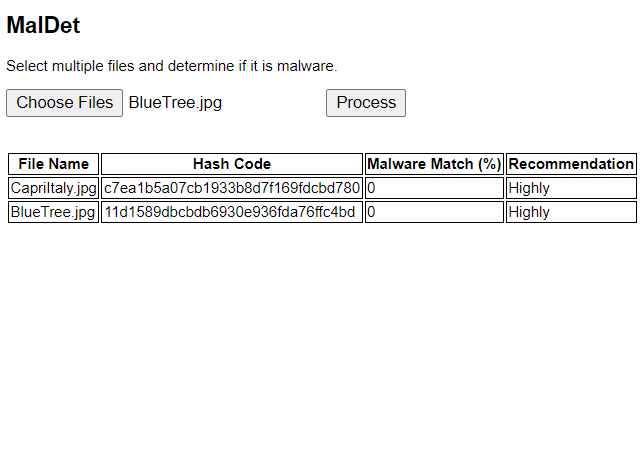 MalDet
Select multiple files and determine if it is malware.
Choose Files BlueTree.jpg Process
File Name Hash Code Malware Match (%) Recommendation
CapriItaly.jpg c7ea1b5a07cb1933b8d7f169fdcbd780 0 Highly
BlueTree.jpg 11d1589dbcbdb6930e936fda76ffc4bd 0 Highly